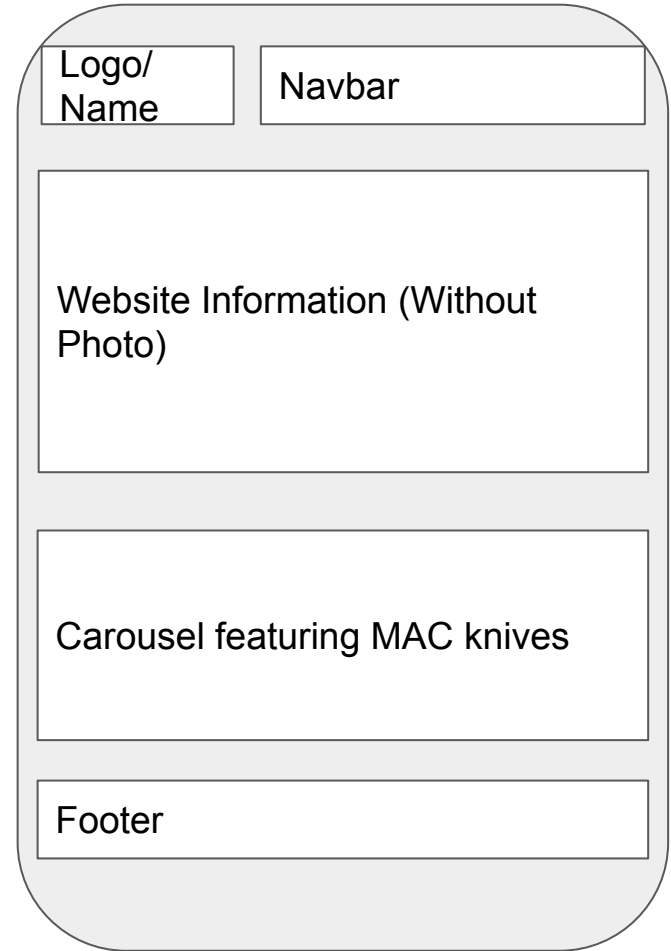 Logo/
Name
Navbar
Website Information (Without
Photo)
Carousel featuring MAC knives
Footer